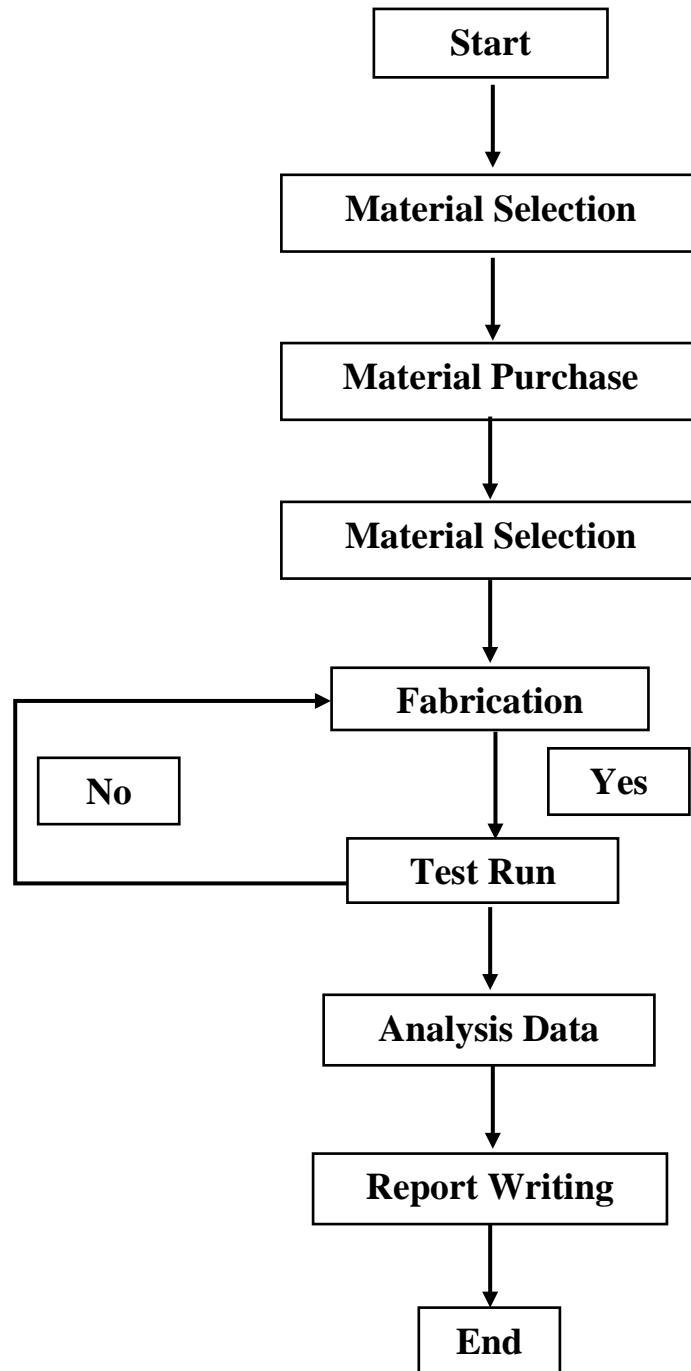 Start
Material Selection
Material Purchase
Material Selection
Fabrication
No
Yes
Test Run
Analysis Data
Report Writing
End